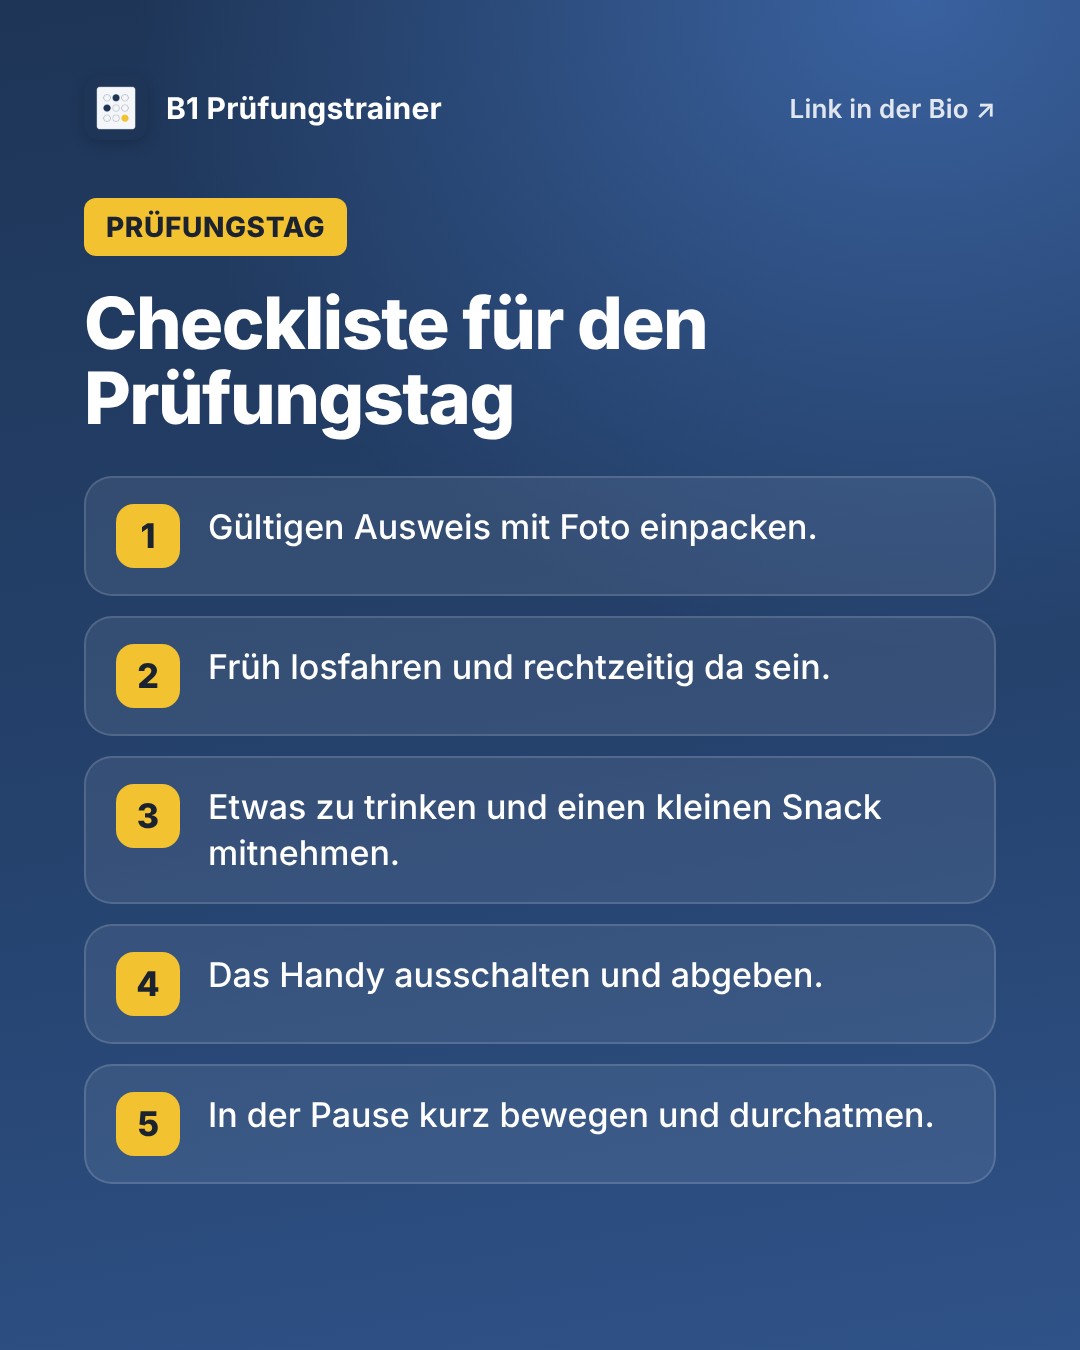 B1 Prüfungstrainer
Link in der Bio ↗
PRÜFUNGSTAG
Checkliste für den
Prüfungstag
1 Gültigen Ausweis mit Foto einpacken.
2 Früh losfahren und rechtzeitig da sein.
3 Etwas zu trinken und einen kleinen Snack
mitnehmen.
4 Das Handy ausschalten und abgeben.
5 In der Pause kurz bewegen und durchatmen.